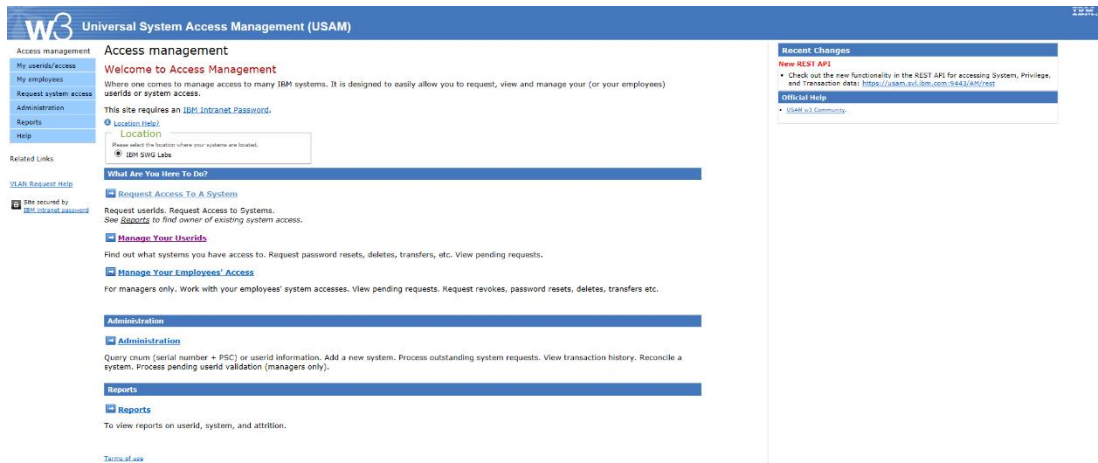 IBM
w3 Universal System Access Management (USAM)
Access management
My userids/access
My employees
Request system access
Administration
Reports
Help
Related Links
VLAN Request Help
Site secured by
IBM intranet password
Access management
Welcome to Access Management
Where one comes to manage access to many IBM systems. It is designed to easily allow you to request, view and manage your (or your employees)
userids or system access.
This site requires an IBM Intranet Password.
Location Help?
Location
Please select the location where your systems are located.
IBM SWG Labs
What Are You Here To Do?
Request Access To A System
Request userids. Request Access to Systems.
See Reports to find owner of existing system access.
Manage Your Userids
Find out what systems you have access to. Request password resets, deletes, transfers, etc. View pending requests.
Manage Your Employees' Access
For managers only. Work with your employees' system accesses. View pending requests. Request revokes, password resets, deletes, transfers etc.
Administration
Administration
Query cnum (serial number + PSC) or userid information. Add a new system. Process outstanding system requests. View transaction history. Reconcile a
system. Process pending userid validation (managers only).
Reports
Reports
To view reports on userid, system, and attrition.
Terms of use
Recent Changes
New REST API
• Check out the new functionality in the REST API for accessing System, Privilege,
and Transaction data: https://usam.svl.ibm.com:9443/AM/rest
Official Help
• USAM w3 Community.